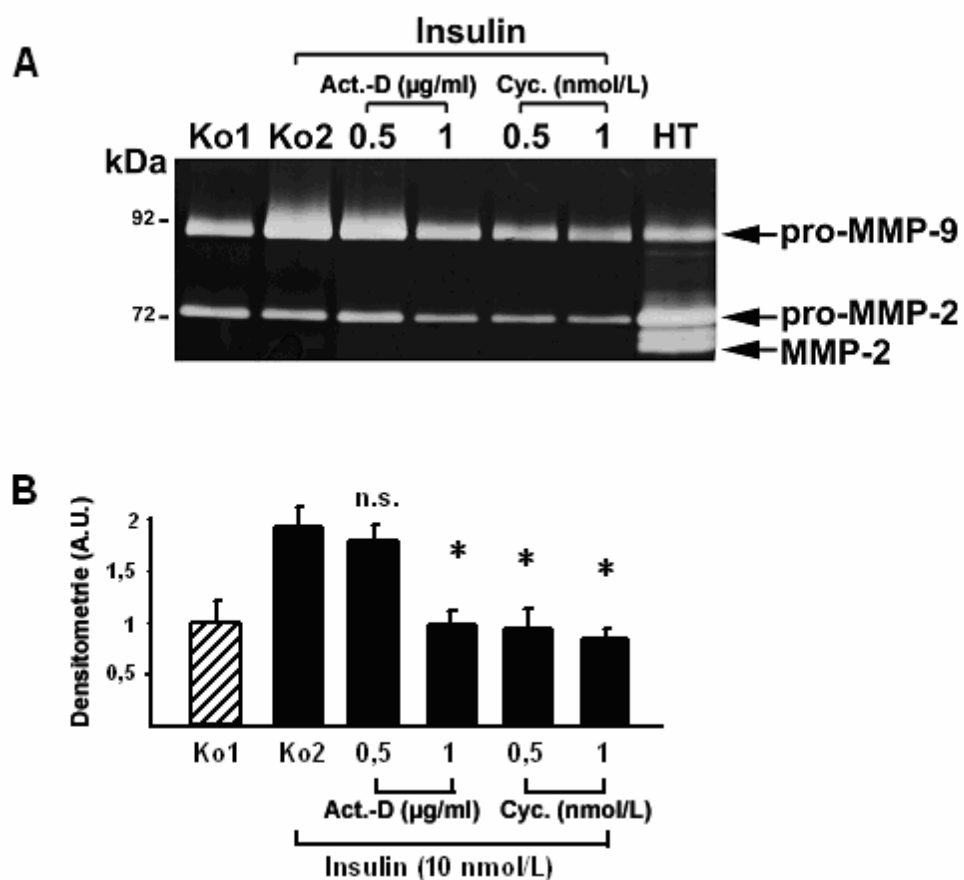 A
Insulin
Act.-D (µg/ml) Cyc. (nmol/L)
Ko1 Ko2 0.5 1 0.5 1 HT
kDa
92 -
pro-MMP-9
72 -
pro-MMP-2
MMP-2
B
Densitometrie (A.U.)
2
1,5
1
0,5
n.s.
* * *
Ko1 Ko2 0,5 1 0,5 1
Act.-D (µg/ml) Cyc. (nmol/L)
Insulin (10 nmol/L)